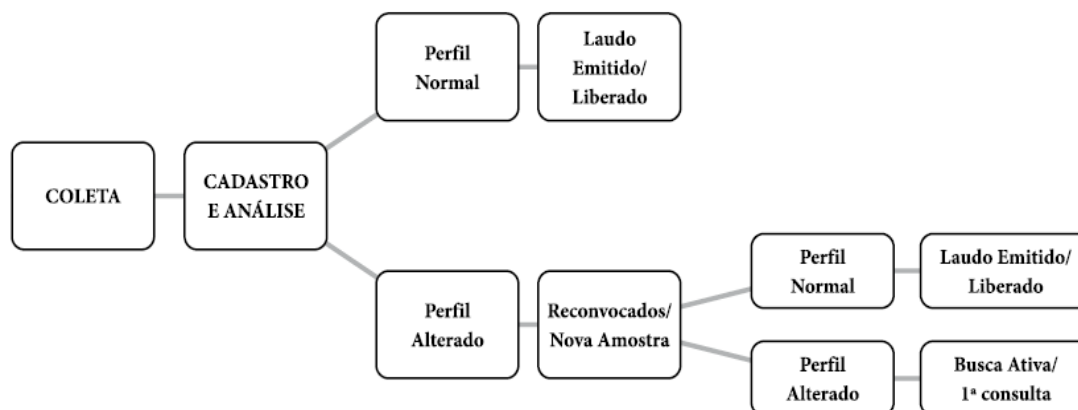 COLETA
CADASTRO
E ANÁLISE
Perfil
Normal
Laudo
Emitido/
Liberado
Perfil
Alterado
Reconvocados/
Nova Amostra
Perfil
Normal
Laudo Emitido/
Liberado
Perfil
Alterado
Busca Ativa/
1ª consulta